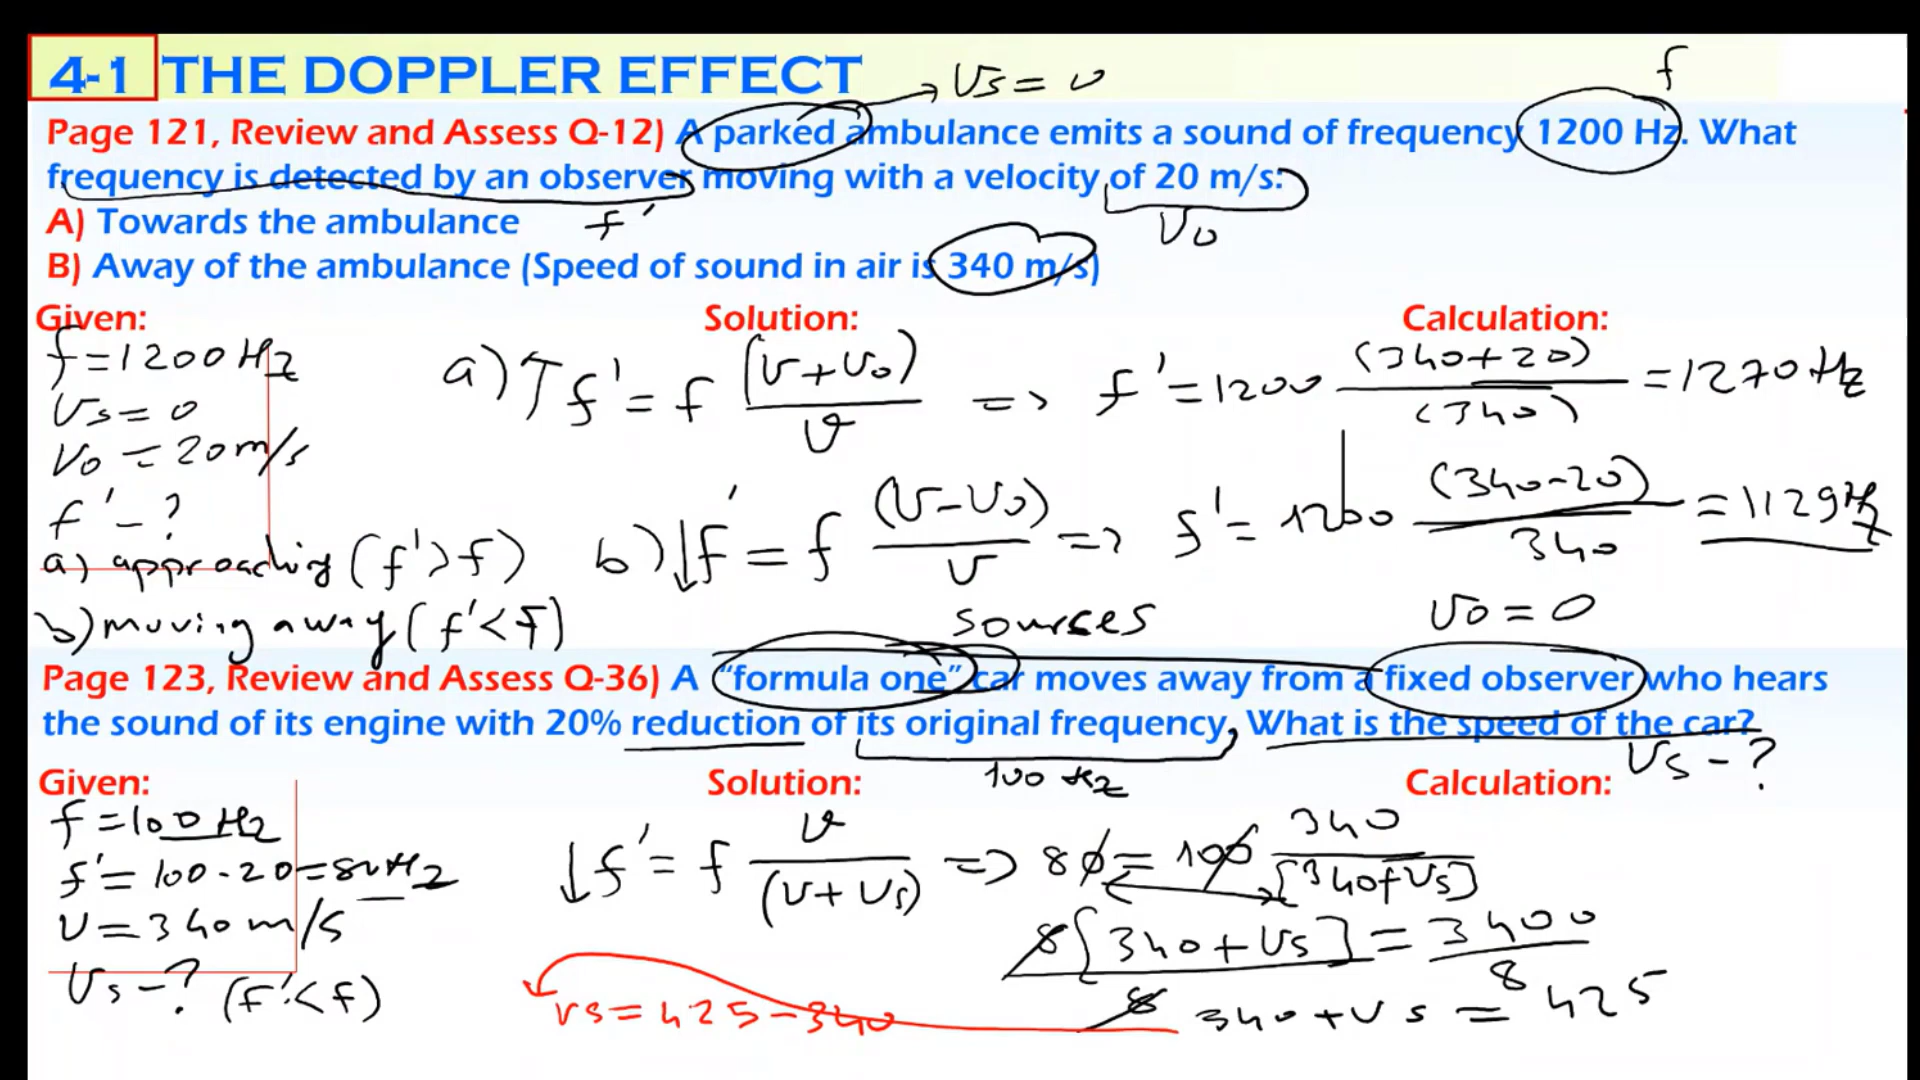 4-1 THE DOPPLER EFFECT
Vs = 0
f
Page 121, Review and Assess Q-12) A parked ambulance emits a sound of frequency 1200 Hz. What
frequency is detected by an observer moving with a velocity of 20 m/s:
A) Towards the ambulance
f'
Vo
B) Away of the ambulance (Speed of sound in air is 340 m/s)
Given: Solution: Calculation:
f = 1200 Hz
Vs = 0
Vo = 20 m/s
f' - ?
a) approaching (f' > f)
b) moving away (f' < f)
a) ↑ f' = f (v + vo) / v => f' = 1200 (340 + 20) / (340) = 1270 Hz
b) ↓ f' = f (v - vo) / v => f' = 1200 (340 - 20) / 340 = 1129 Hz
sources
vo = 0
Page 123, Review and Assess Q-36) A “formula one” car moves away from a fixed observer who hears
the sound of its engine with 20% reduction of its original frequency, What is the speed of the car?
100 Hz
Vs - ?
Given: Solution: Calculation:
f = 100 Hz
f' = 100 - 20 = 80 Hz
v = 340 m/s
Vs - ? (f' < f)
↓ f' = f v / (v + vs) => 80 = 100 340 / [340 + vs]
8 [340 + vs] / 8 = 3400 / 8
340 + vs = 425
vs = 425 - 340